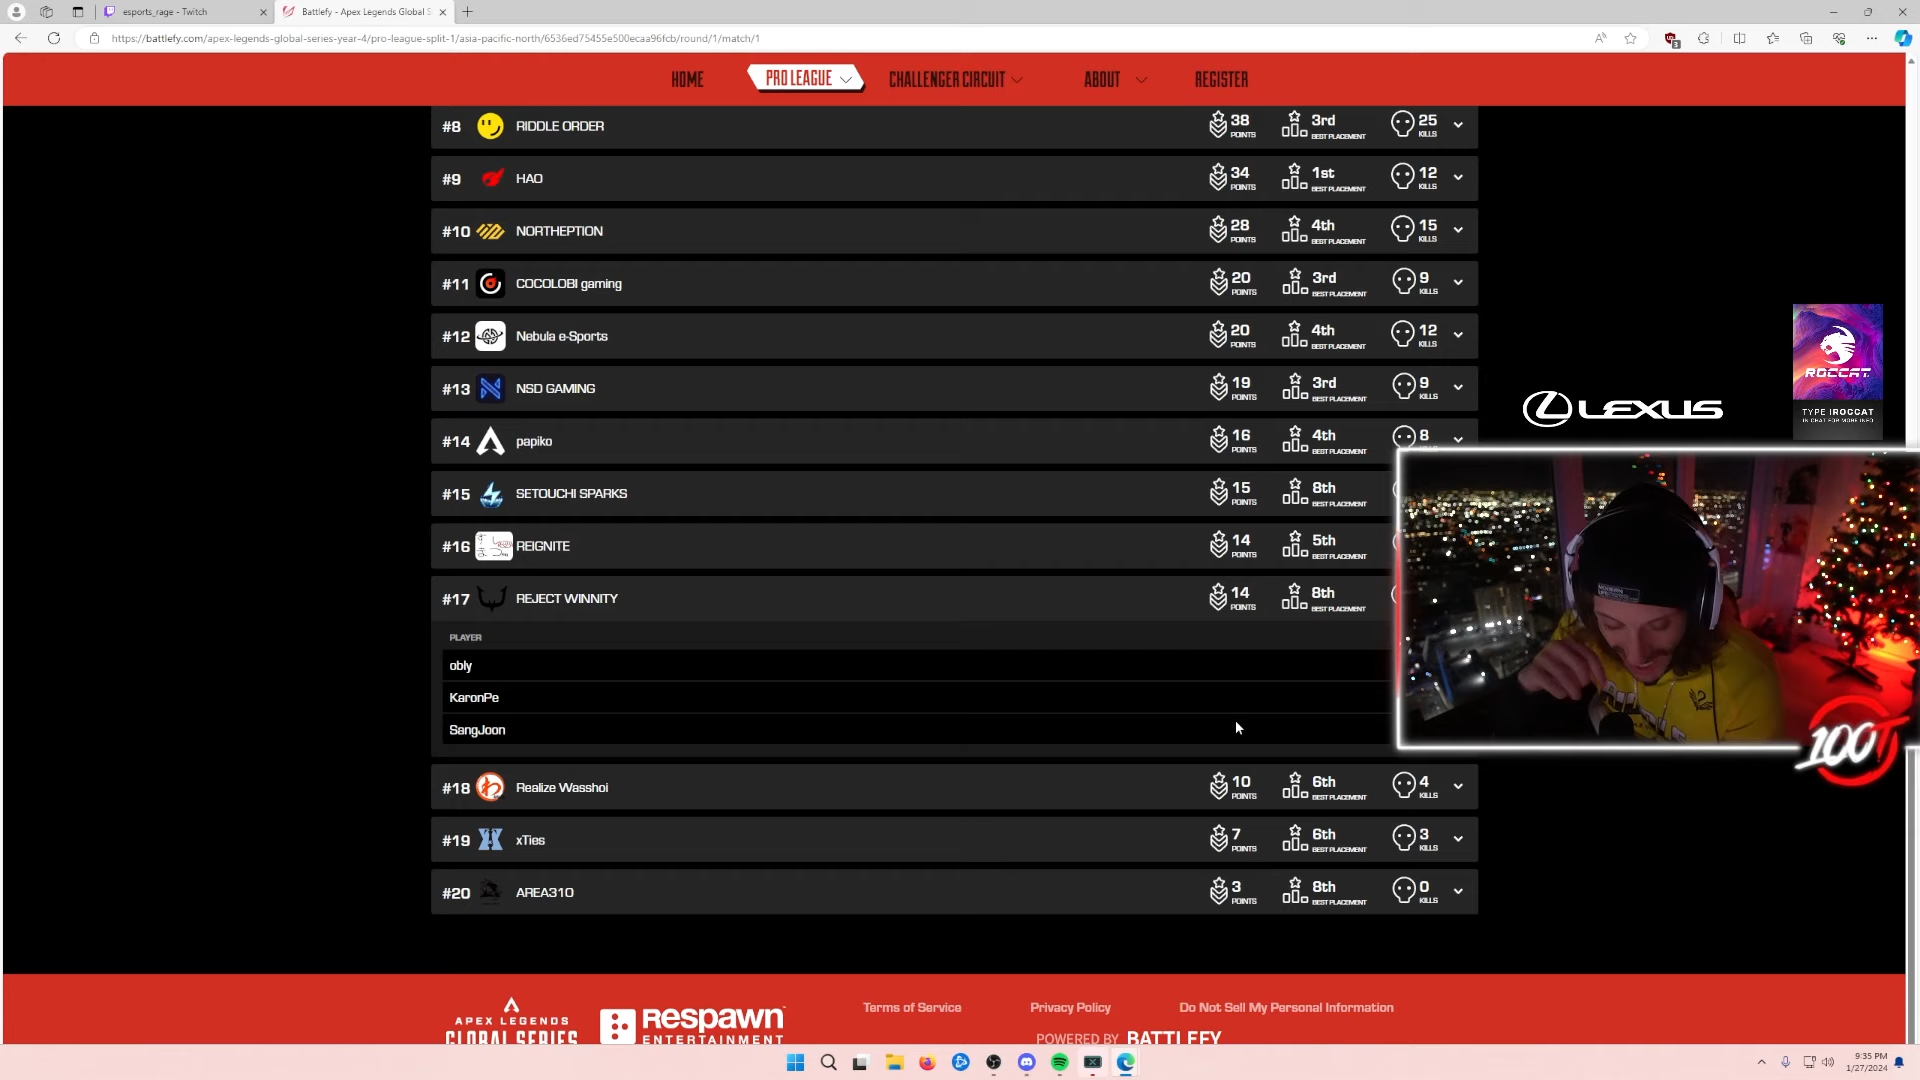 esports_rage - Twitch
Battlefy - Apex Legends Global S
https://battlefy.com/apex-legends-global-series-year-4/pro-league-split-1/asia-pacific-north/6536ed75455e500ecaa96fcb/round/1/match/1
HOME PRO LEAGUE CHALLENGER CIRCUIT ABOUT REGISTER
#8 RIDDLE ORDER 38 POINTS 3rd BEST PLACEMENT 25 KILLS
#9 HAO 34 POINTS 1st BEST PLACEMENT 12 KILLS
#10 NORTHEPTION 28 POINTS 4th BEST PLACEMENT 15 KILLS
#11 COCOLOBI gaming 20 POINTS 3rd BEST PLACEMENT 9 KILLS
#12 Nebula e-Sports 20 POINTS 4th BEST PLACEMENT 12 KILLS
#13 NSD GAMING 19 POINTS 3rd BEST PLACEMENT 9 KILLS
#14 papiko 16 POINTS 4th BEST PLACEMENT 8
#15 SETOUCHI SPARKS 15 POINTS 8th BEST PLACEMENT
#16 REIGNITE 14 POINTS 5th BEST PLACEMENT
#17 REJECT WINNITY 14 POINTS 8th BEST PLACEMENT
PLAYER
obly
KaronPe
SangJoon
#18 Realize Wasshoi 10 POINTS 6th BEST PLACEMENT 4 KILLS
#19 xTies 7 POINTS 6th BEST PLACEMENT 3 KILLS
#20 AREA310 3 POINTS 8th BEST PLACEMENT 0 KILLS
LEXUS
ROCCAT
TYPE !ROCCAT
IN CHAT FOR MORE INFO
100T
APEX LEGENDS
GLOBAL SERIES
Respawn
ENTERTAINMENT
Terms of Service Privacy Policy Do Not Sell My Personal Information
POWERED BY BATTLEFY
9:35 PM
1/27/2024